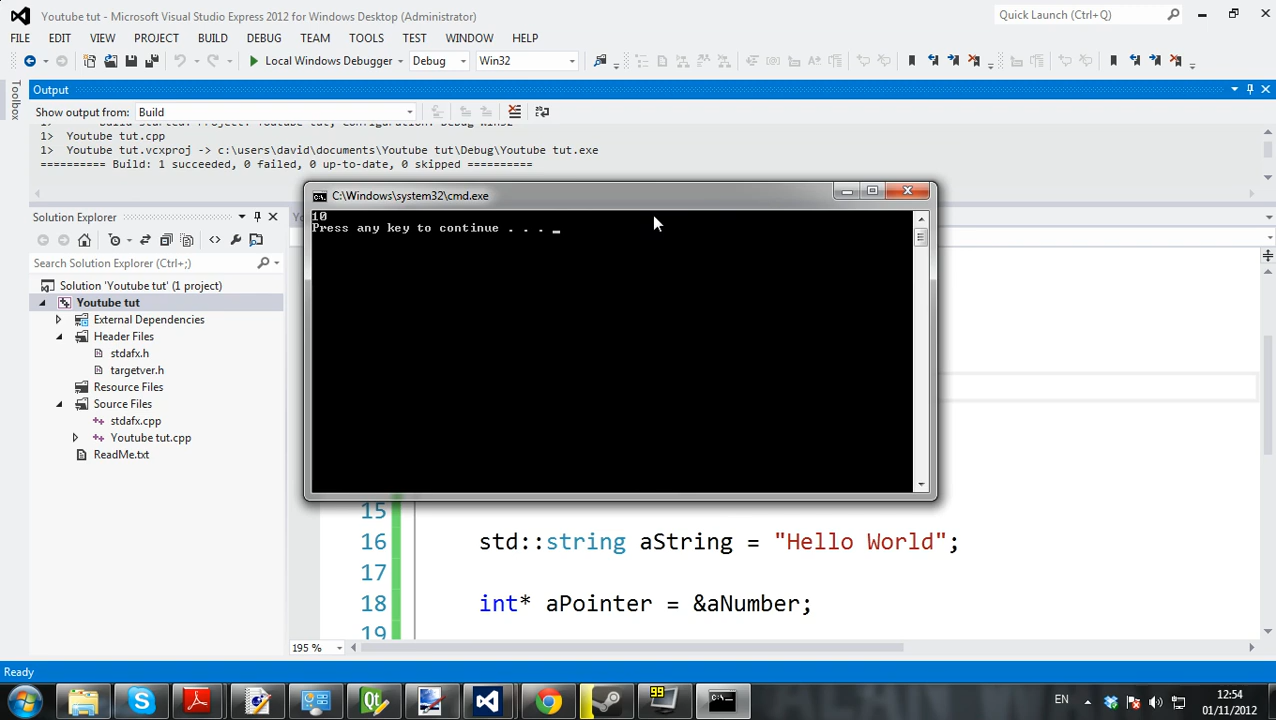 Youtube tut - Microsoft Visual Studio Express 2012 for Windows Desktop (Administrator)
Quick Launch (Ctrl+Q)
FILE EDIT VIEW PROJECT BUILD DEBUG TEAM TOOLS TEST WINDOW HELP
Local Windows Debugger Debug Win32
Toolbox
Output
Show output from: Build
1> Youtube tut.cpp
1> Youtube tut.vcxproj -> c:\users\david\documents\Youtube tut\Debug\Youtube tut.exe
========== Build: 1 succeeded, 0 failed, 0 up-to-date, 0 skipped ==========
C:\Windows\system32\cmd.exe
10
Press any key to continue . . . _
Solution Explorer
Search Solution Explorer (Ctrl+;)
Solution 'Youtube tut' (1 project)
Youtube tut
External Dependencies
Header Files
stdafx.h
targetver.h
Resource Files
Source Files
stdafx.cpp
Youtube tut.cpp
ReadMe.txt
15
16 std::string aString = "Hello World";
17
18 int* aPointer = &aNumber;
19
195 %
Ready
99
EN
12:54
01/11/2012